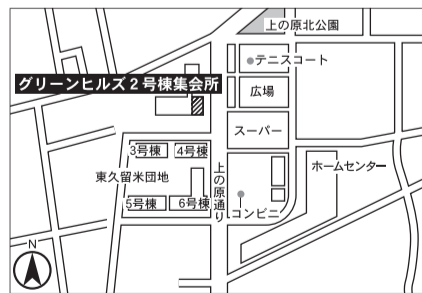 上の原北公園
テニスコート
グリーンヒルズ2号棟集会所
広場
スーパー
3号棟
4号棟
ホームセンター
東久留米団地
上の原通り
5号棟
6号棟
コンビニ
N